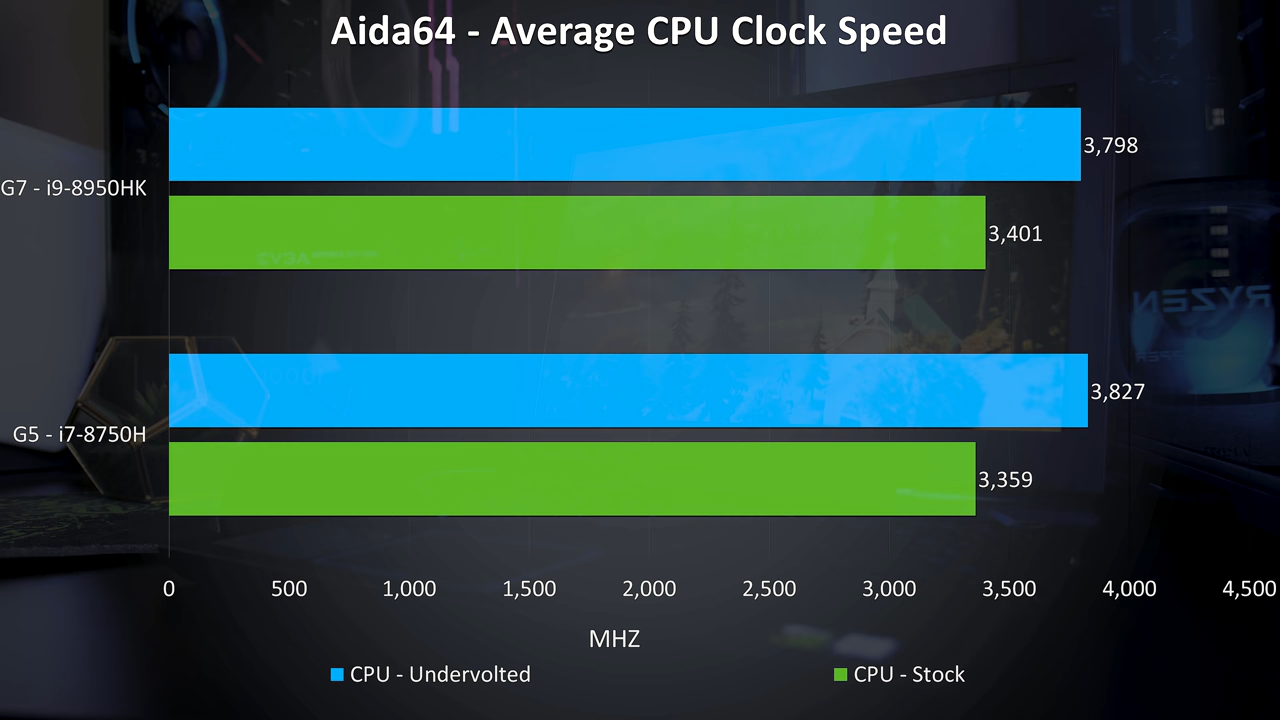 Aida64 - Average CPU Clock Speed
3,798
G7 - i9-8950HK
3,401
RYZEN
3,827
G5 - i7-8750H
3,359
0 500 1,000 1,500 2,000 2,500 3,000 3,500 4,000 4,500
MHZ
CPU - Undervolted CPU - Stock